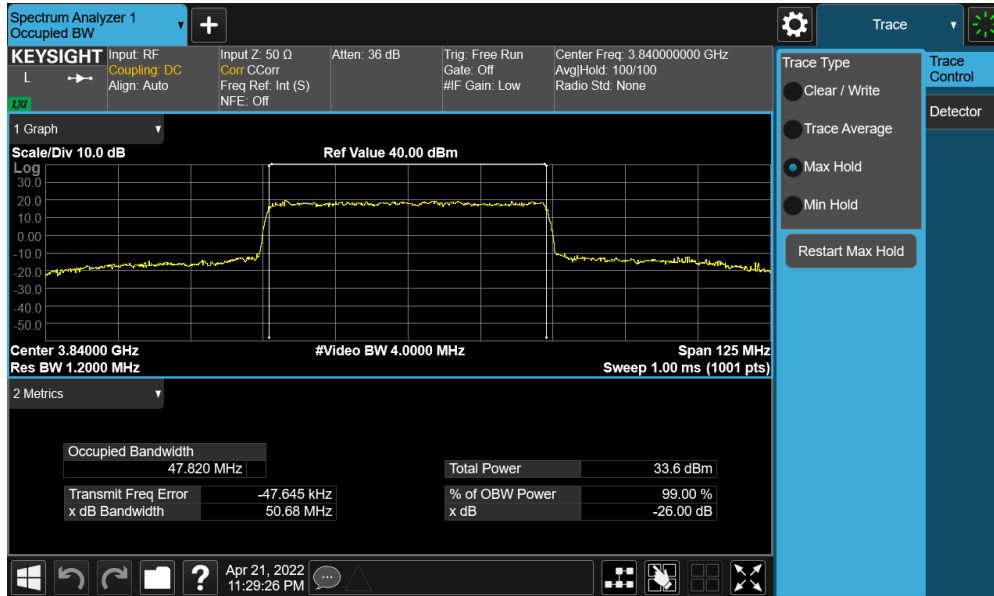 Spectrum Analyzer 1
Occupied BW
+
Trace
KEYSIGHT
L
LXI
Input: RF
Coupling: DC
Align: Auto
Input Z: 50 Ω
Corr CCorr
Freq Ref: Int (S)
NFE: Off
Atten: 36 dB
Trig: Free Run
Gate: Off
#IF Gain: Low
Center Freq: 3.840000000 GHz
Avg|Hold: 100/100
Radio Std: None
Trace Type
Clear / Write
Trace Average
Max Hold
Min Hold
Restart Max Hold
Trace
Control
Detector
1 Graph
Scale/Div 10.0 dB
Ref Value 40.00 dBm
Log
30.0
20.0
10.0
0.00
-10.0
-20.0
-30.0
-40.0
-50.0
Center 3.84000 GHz
#Video BW 4.0000 MHz
Span 125 MHz
Res BW 1.2000 MHz
Sweep 1.00 ms (1001 pts)
2 Metrics
Occupied Bandwidth
47.820 MHz
Total Power 33.6 dBm
Transmit Freq Error -47.645 kHz
% of OBW Power 99.00 %
x dB Bandwidth 50.68 MHz
x dB -26.00 dB
?
Apr 21, 2022
11:29:26 PM